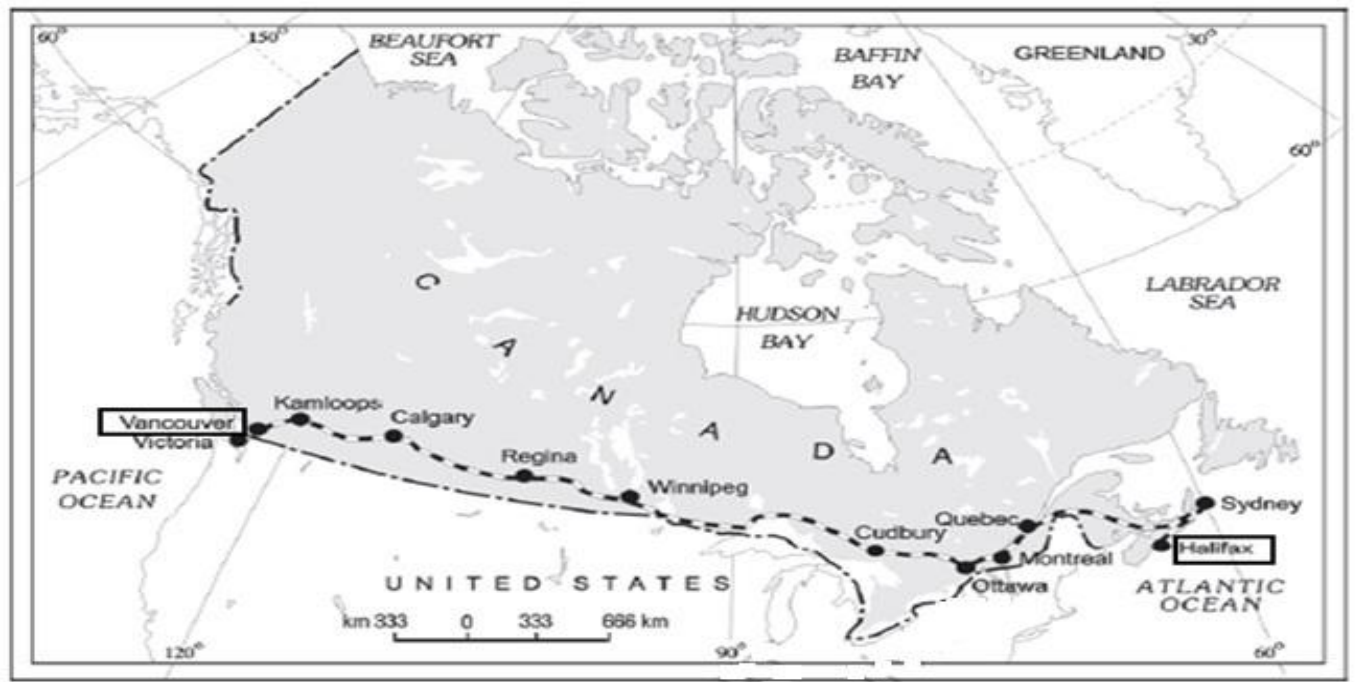 60°
150°
BEAUFORT
SEA
BAFFIN
BAY
GREENLAND
30°
60°
LABRADOR
SEA
HUDSON
BAY
C A N A D A
Kamloops
Vancouver
Calgary
Victoria
Regina
PACIFIC
OCEAN
Winnipeg
Sydney
Quebec
Cudbury
Halifax
Montreal
Ottawa
UNITED STATES
ATLANTIC
OCEAN
km 333 0 333 666 km
120°
90°
60°